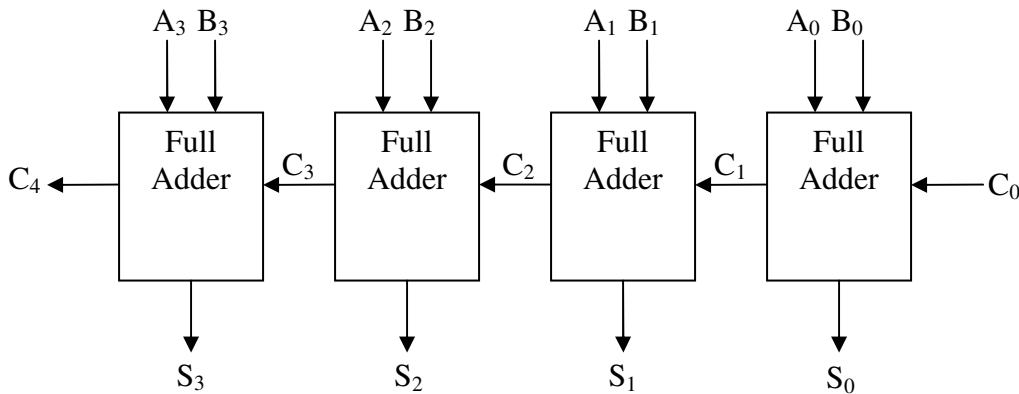 A₃ B₃ A₂ B₂ A₁ B₁ A₀ B₀
Full Full Full Full
Adder Adder Adder Adder
C₄ C₃ C₂ C₁ C₀
S₃ S₂ S₁ S₀